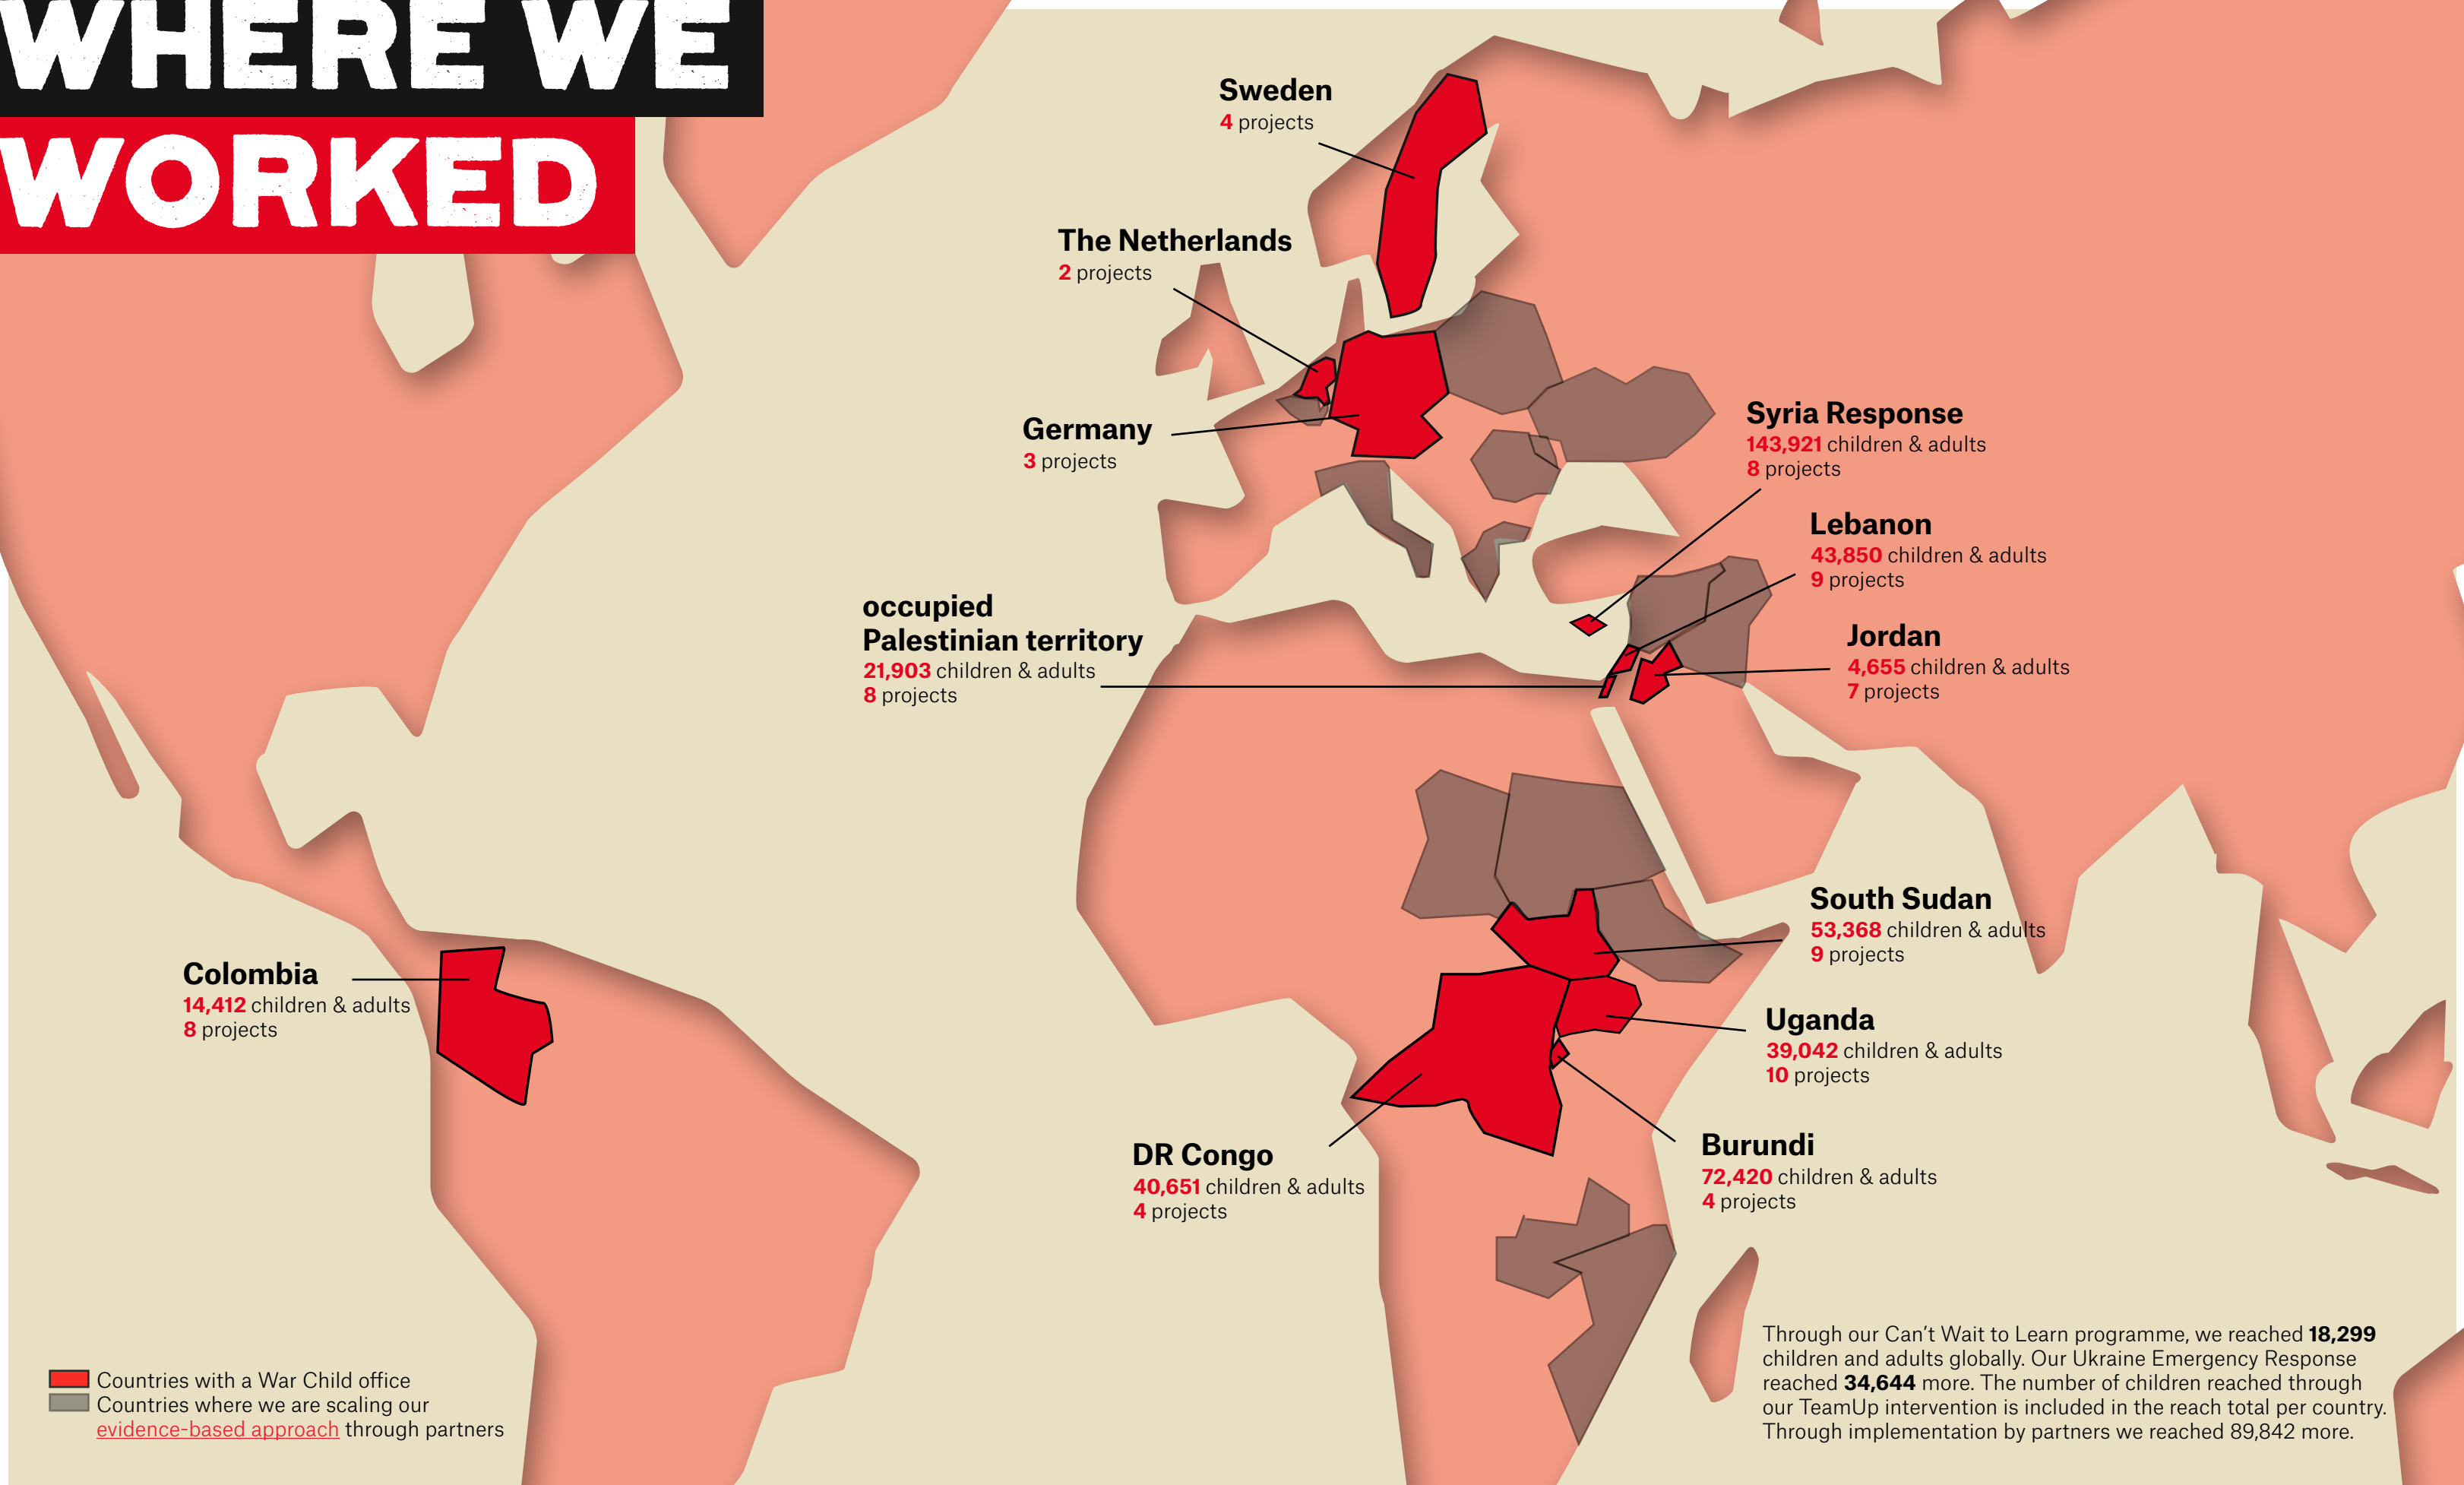 WHERE WE
WORKED
Sweden
4 projects
The Netherlands
2 projects
Germany
3 projects
Syria Response
143,921 children & adults
8 projects
Lebanon
43,850 children & adults
9 projects
occupied
Palestinian territory
21,903 children & adults
8 projects
Jordan
4,655 children & adults
7 projects
South Sudan
53,368 children & adults
9 projects
Colombia
14,412 children & adults
8 projects
Uganda
39,042 children & adults
10 projects
DR Congo
40,651 children & adults
4 projects
Burundi
72,420 children & adults
4 projects
Countries with a War Child office
Countries where we are scaling our
evidence-based approach through partners
Through our Can’t Wait to Learn programme, we reached 18,299
children and adults globally. Our Ukraine Emergency Response
reached 34,644 more. The number of children reached through
our TeamUp intervention is included in the reach total per country.
Through implementation by partners we reached 89,842 more.